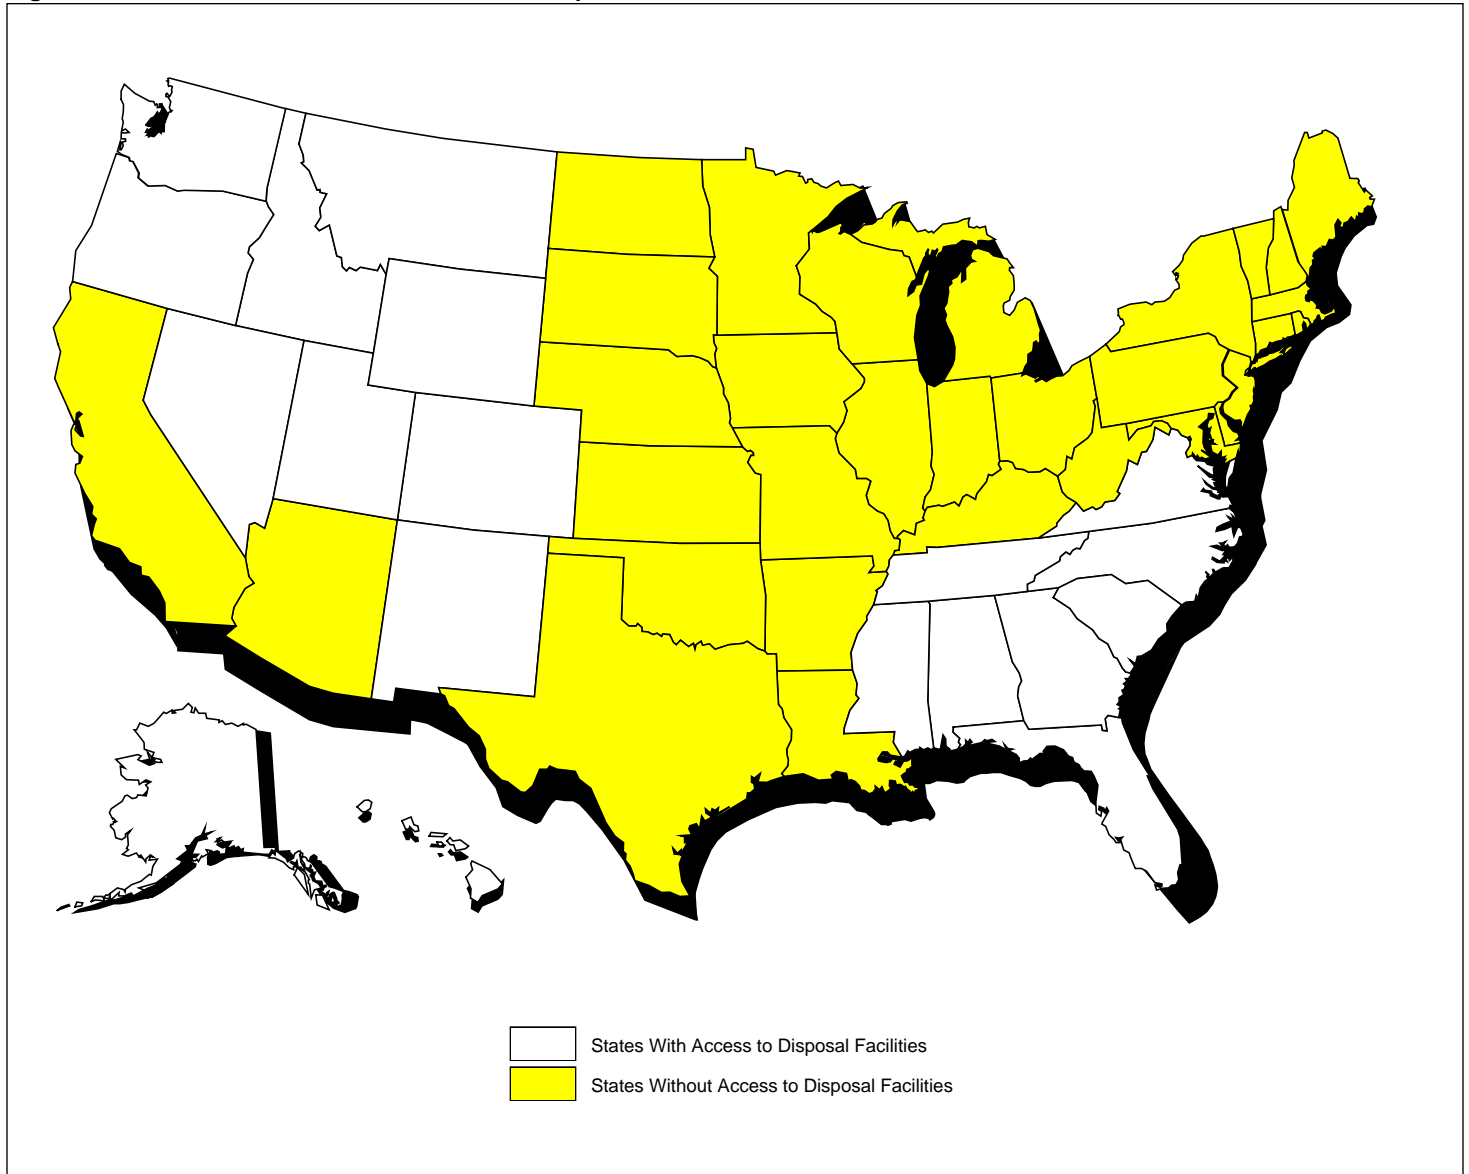 States With Access to Disposal Facilities
States Without Access to Disposal Facilities